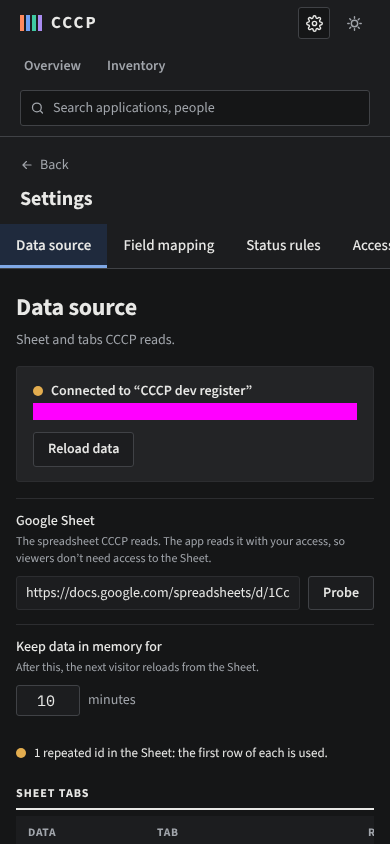 CCCP
Overview
Inventory
Search applications, people
Back
Settings
Data source
Field mapping
Status rules
Access
Data source
Sheet and tabs CCCP reads.
Connected to “CCCP dev register”
Reload data
Google Sheet
The spreadsheet CCCP reads. The app reads it with your access, so
viewers don’t need access to the Sheet.
https://docs.google.com/spreadsheets/d/1Cc
Probe
Keep data in memory for
After this, the next visitor reloads from the Sheet.
10 minutes
1 repeated id in the Sheet: the first row of each is used.
SHEET TABS
DATA
TAB
R